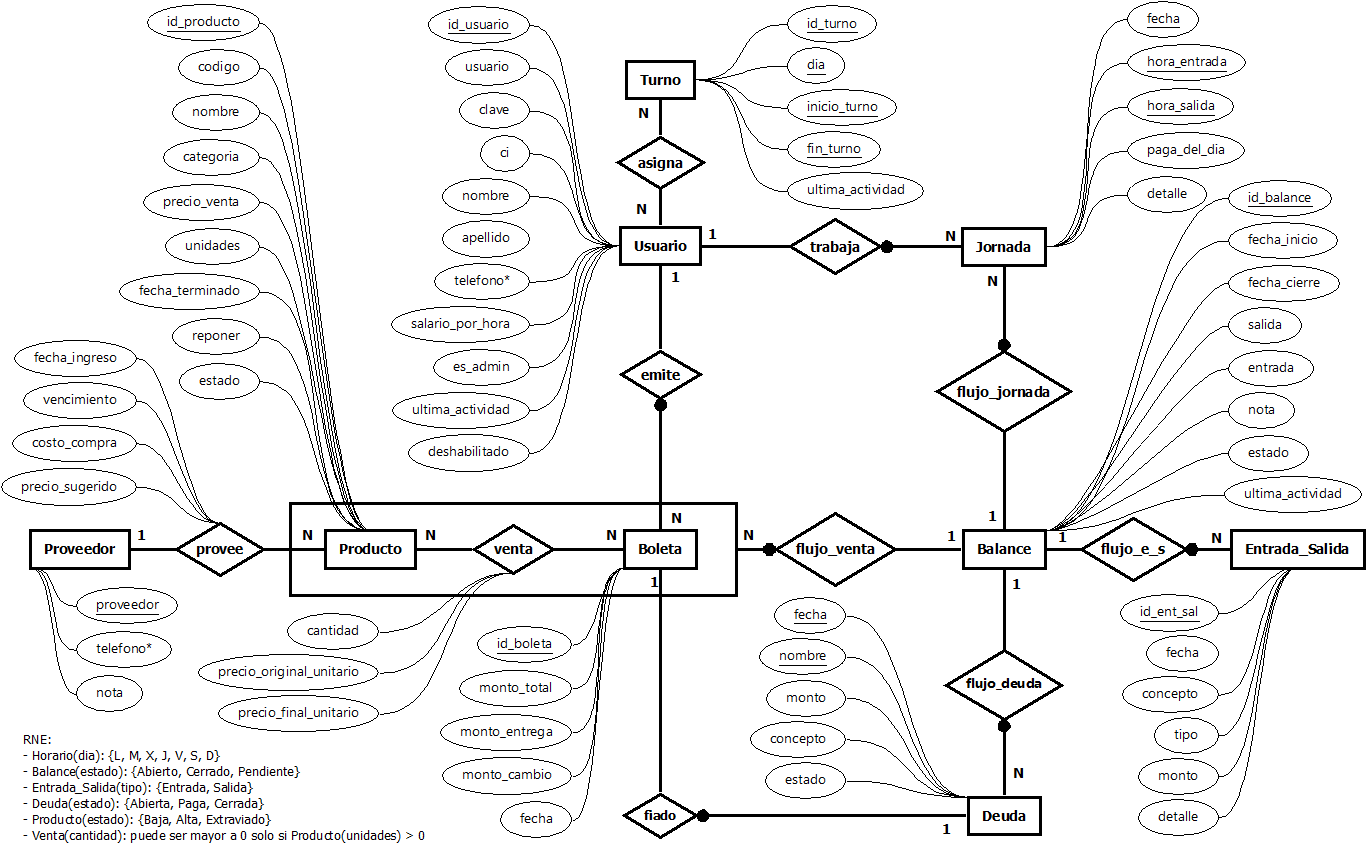 id_producto
codigo
nombre
categoria
precio_venta
unidades
fecha_terminado
reponer
estado
id_usuario
usuario
clave
ci
nombre
apellido
telefono*
salario_por_hora
es_admin
ultima_actividad
deshabilitado
Turno
N
asigna
N
Usuario
1
1
id_turno
dia
inicio_turno
fin_turno
ultima_actividad
trabaja
N
Jornada
N
fecha
hora_entrada
hora_salida
paga_del_dia
detalle
id_balance
fecha_inicio
fecha_cierre
salida
entrada
nota
estado
ultima_actividad
emite
flujo_jornada
fecha_ingreso
vencimiento
costo_compra
precio_sugerido
Proveedor
1
provee
N
Producto
N
venta
N
Boleta
N
1
N
flujo_venta
1
1
Balance
1
1
flujo_e_s
N
Entrada_Salida
proveedor
telefono*
nota
cantidad
precio_original_unitario
precio_final_unitario
id_boleta
monto_total
monto_entrega
monto_cambio
fecha
fecha
nombre
monto
concepto
estado
flujo_deuda
N
id_ent_sal
fecha
concepto
tipo
monto
detalle
fiado
1
Deuda
RNE:
- Horario(dia): {L, M, X, J, V, S, D}
- Balance(estado): {Abierto, Cerrado, Pendiente}
- Entrada_Salida(tipo): {Entrada, Salida}
- Deuda(estado): {Abierta, Paga, Cerrada}
- Producto(estado): {Baja, Alta, Extraviado}
- Venta(cantidad): puede ser mayor a 0 solo si Producto(unidades) > 0